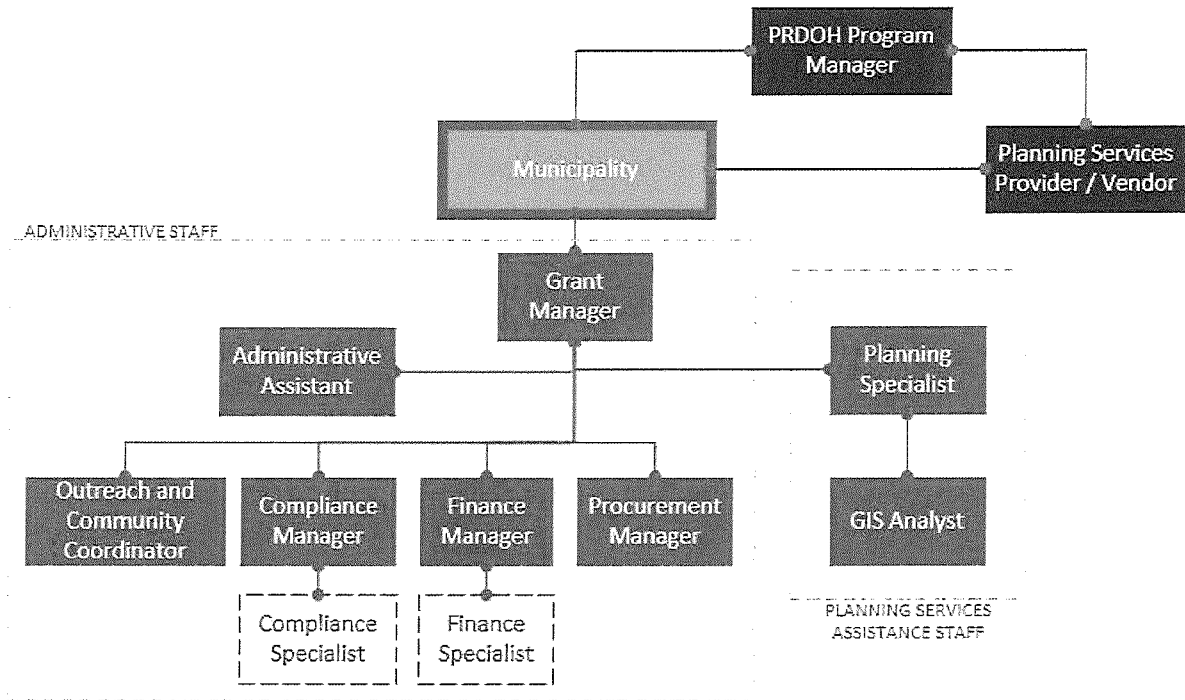 PRDOH Program
Manager
Municipality
Planning Services
Provider / Vendor
ADMINISTRATIVE STAFF
Grant
Manager
Administrative
Assistant
Planning
Specialist
Outreach and
Community
Coordinator
Compliance
Manager
Finance
Manager
Procurement
Manager
GIS Analyst
Compliance
Specialist
Finance
Specialist
PLANNING SERVICES
ASSISTANCE STAFF